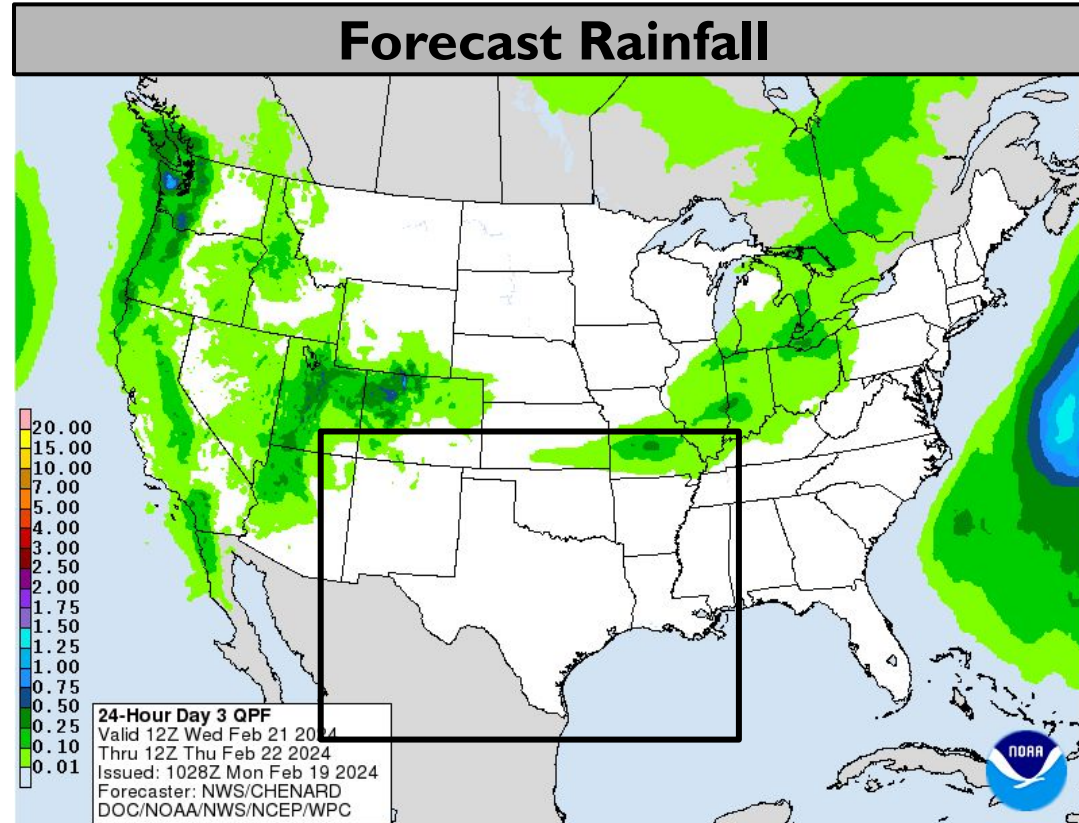 Forecast Rainfall
20.00
15.00
10.00
7.00
5.00
4.00
3.00
2.50
2.00
1.75
1.50
1.25
1.00
0.75
0.50
0.25
0.10
0.01
24-Hour Day 3 QPF
Valid 12Z Wed Feb 21 2024
Thru 12Z Thu Feb 22 2024
Issued: 1028Z Mon Feb 19 2024
Forecaster: NWS/CHENARD
DOC/NOAA/NWS/NCEP/WPC
NOAA